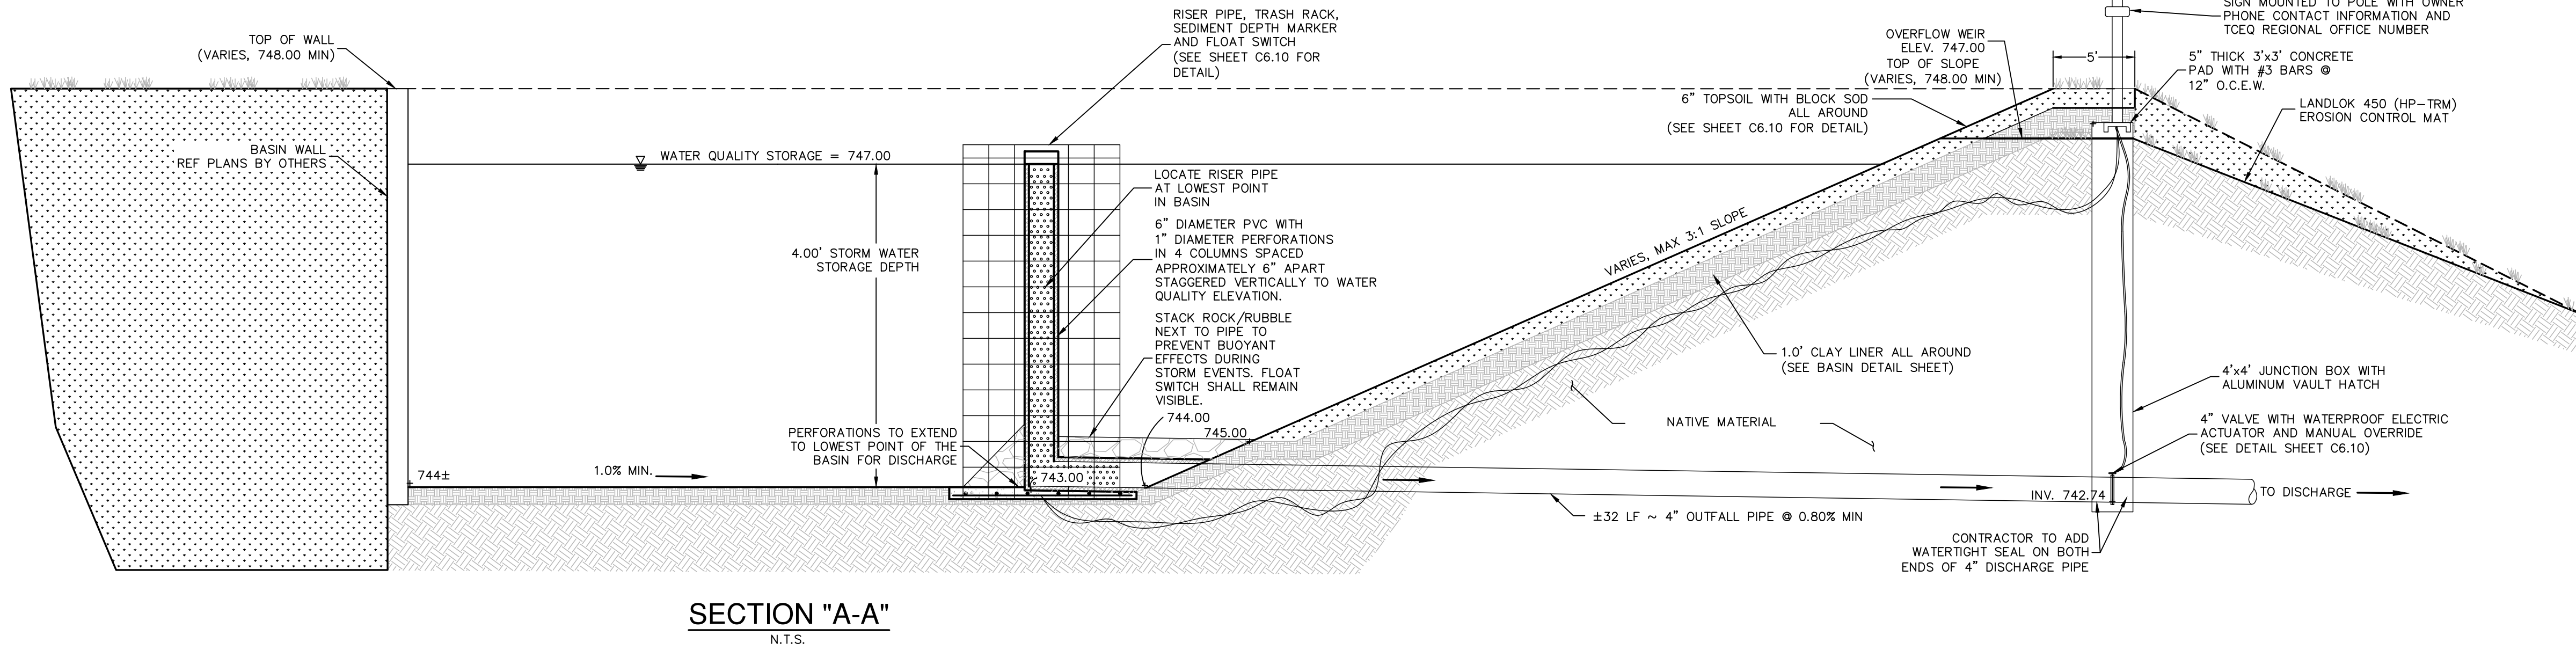 TOP OF WALL
(VARIES, 748.00 MIN)
BASIN WALL
REF PLANS BY OTHERS
WATER QUALITY STORAGE = 747.00
4.00' STORM WATER
STORAGE DEPTH
RISER PIPE, TRASH RACK,
SEDIMENT DEPTH MARKER
AND FLOAT SWITCH
(SEE SHEET C6.10 FOR
DETAIL)
LOCATE RISER PIPE
AT LOWEST POINT
IN BASIN
6" DIAMETER PVC WITH
1" DIAMETER PERFORATIONS
IN 4 COLUMNS SPACED
APPROXIMATELY 6" APART
STAGGERED VERTICALLY TO WATER
QUALITY ELEVATION.
STACK ROCK/RUBBLE
NEXT TO PIPE TO
PREVENT BUOYANT
EFFECTS DURING
STORM EVENTS. FLOAT
SWITCH SHALL REMAIN
VISIBLE.
744.00
745.00
PERFORATIONS TO EXTEND
TO LOWEST POINT OF THE
BASIN FOR DISCHARGE
744±
1.0% MIN.
743.00
OVERFLOW WEIR
ELEV. 747.00
TOP OF SLOPE
(VARIES, 748.00 MIN)
6" TOPSOIL WITH BLOCK SOD
ALL AROUND
(SEE SHEET C6.10 FOR DETAIL)
VARIES, MAX 3:1 SLOPE
1.0' CLAY LINER ALL AROUND
(SEE BASIN DETAIL SHEET)
NATIVE MATERIAL
±32 LF ~ 4" OUTFALL PIPE @ 0.80% MIN
5'
SIGN MOUNTED TO POLE WITH OWNER
PHONE CONTACT INFORMATION AND
TCEQ REGIONAL OFFICE NUMBER
5" THICK 3'x3' CONCRETE
PAD WITH #3 BARS @
12" O.C.E.W.
LANDLOK 450 (HP-TRM)
EROSION CONTROL MAT
4'x4' JUNCTION BOX WITH
ALUMINUM VAULT HATCH
4" VALVE WITH WATERPROOF ELECTRIC
ACTUATOR AND MANUAL OVERRIDE
(SEE DETAIL SHEET C6.10)
INV. 742.74
TO DISCHARGE
CONTRACTOR TO ADD
WATERTIGHT SEAL ON BOTH
ENDS OF 4" DISCHARGE PIPE
SECTION "A-A"
N.T.S.